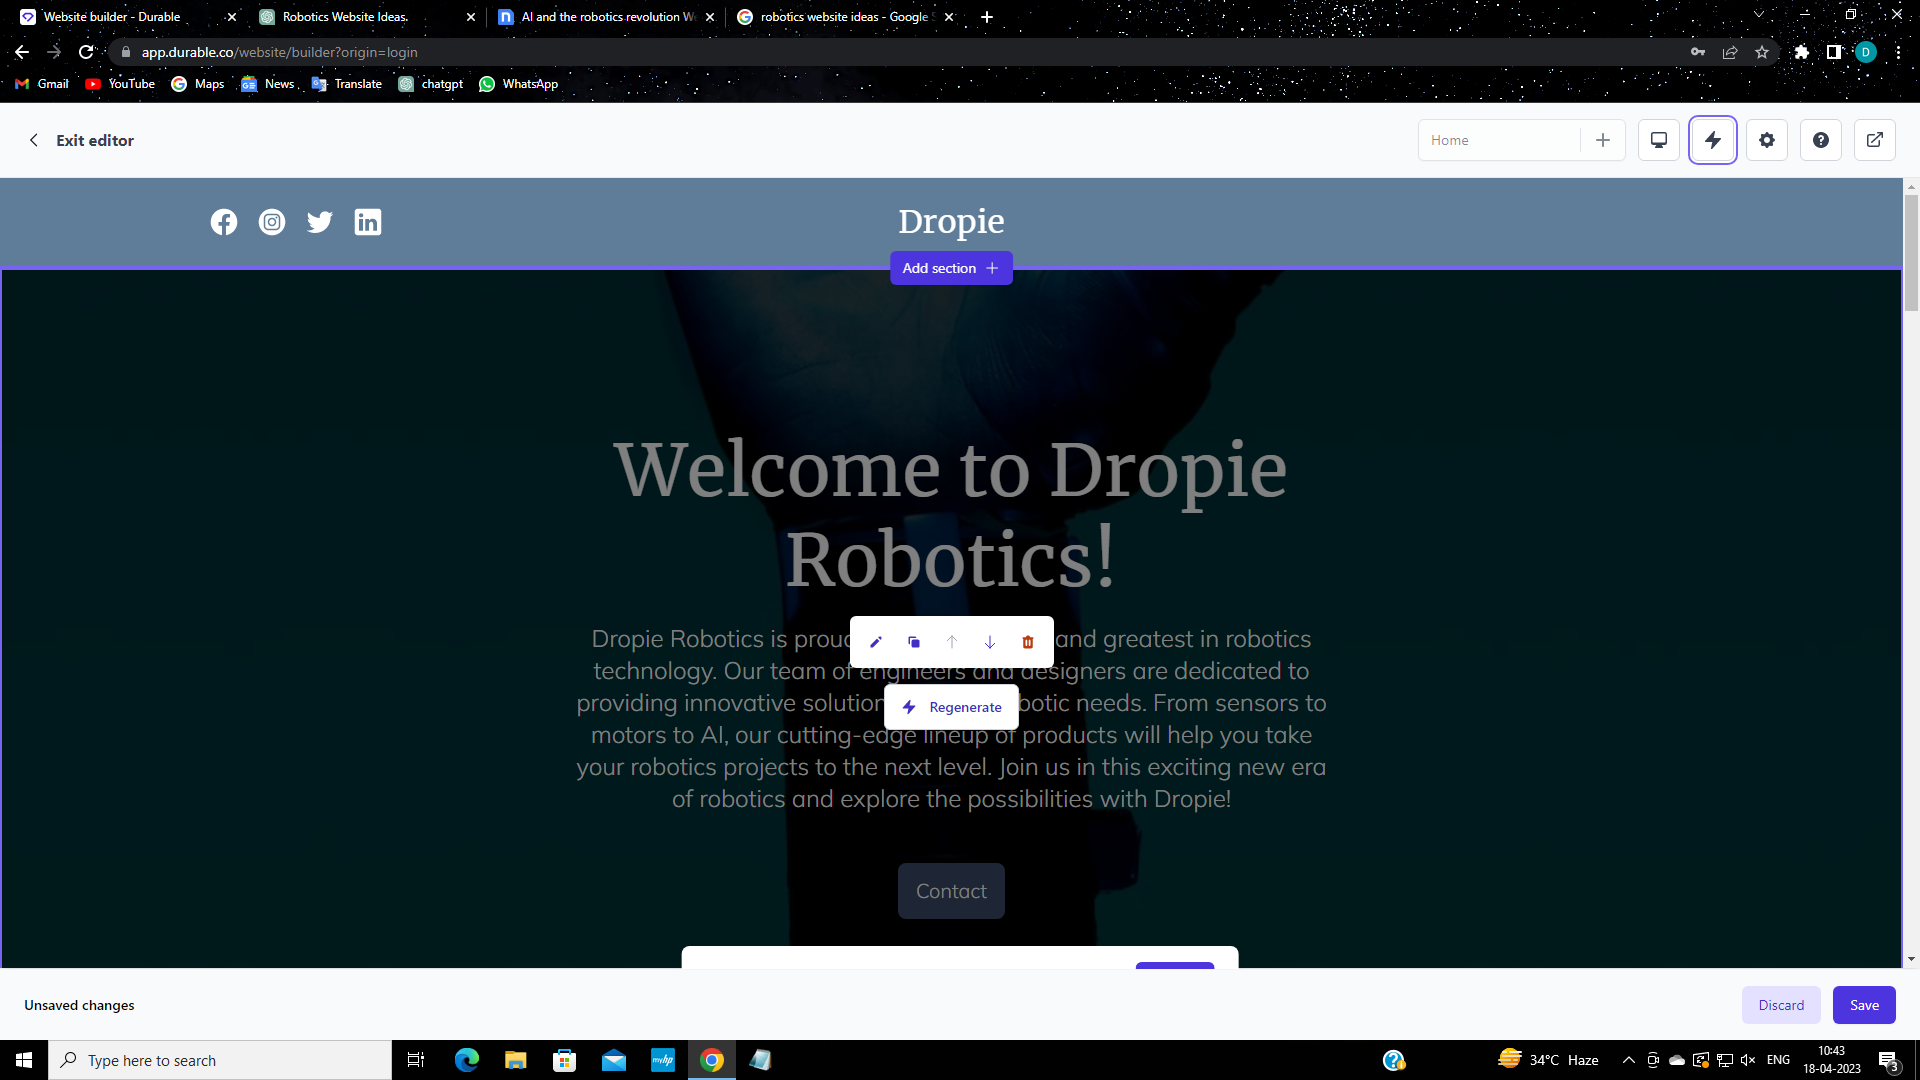 Website builder - Durable
Robotics Website Ideas.
AI and the robotics revolution
robotics website ideas - Google
app.durable.co/website/builder?origin=login
D
Gmail
YouTube
Maps
News
Translate
chatgpt
WhatsApp
Exit editor
Home
Dropie
Add section
Welcome to Dropie
Robotics!
Dropie Robotics is and greatest in robotics
technology. Our team of engineers and designers are dedicated to
providing innovative needs. From sensors to
motors to AI, our cutting-edge lineup of products will help you take
your robotics projects to the next level. Join us in this exciting new era
of robotics and explore the possibilities with Dropie!
Regenerate
Contact
Unsaved changes
Discard
Save
Type here to search
myhp
34°C Haze
ENG
10:43
18-04-2023
3